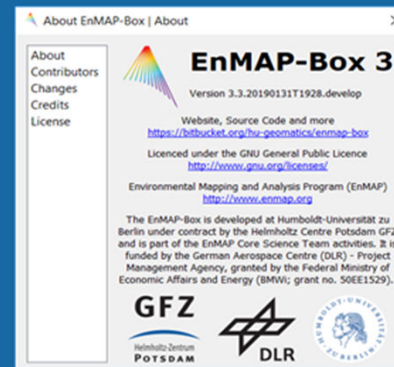 About EnMAP-Box | About
About
Contributors
Changes
Credits
License
EnMAP-Box 3
Version 3.3.20190131T1928.develop
Website, Source Code and more
https://bitbucket.org/hu-geomatics/enmap-box
Licenced under the GNU General Public Licence
http://www.gnu.org/licenses/
Environmental Mapping and Analysis Program (EnMAP)
http://www.enmap.org
The EnMAP-Box is developed at Humboldt-Universität zu
Berlin under contract by the Helmholtz Centre Potsdam GFZ
and is part of the EnMAP Core Science Team activities. It is
funded by the German Aerospace Centre (DLR) - Project
Management Agency, granted by the Federal Ministry of
Economic Affairs and Energy (BMWi; grant no. 50EE1529).
GFZ
Helmholtz-Zentrum
POTSDAM
DLR
HUMBOLDT-UNIVERSITÄT
ZU BERLIN